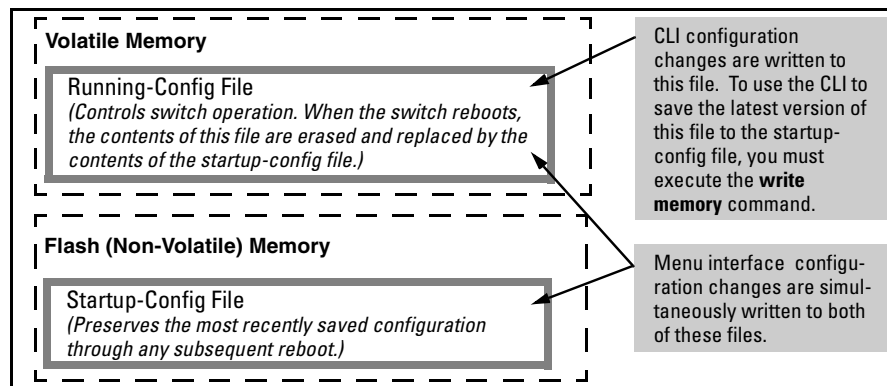 Volatile Memory
Running-Config File
(Controls switch operation. When the switch reboots,
the contents of this file are erased and replaced by the
contents of the startup-config file.)
CLI configuration
changes are written to
this file. To use the CLI to
save the latest version of
this file to the startup-
config file, you must
execute the write
memory command.
Flash (Non-Volatile) Memory
Startup-Config File
(Preserves the most recently saved configuration
through any subsequent reboot.)
Menu interface configu-
ration changes are simul-
taneously written to both
of these files.